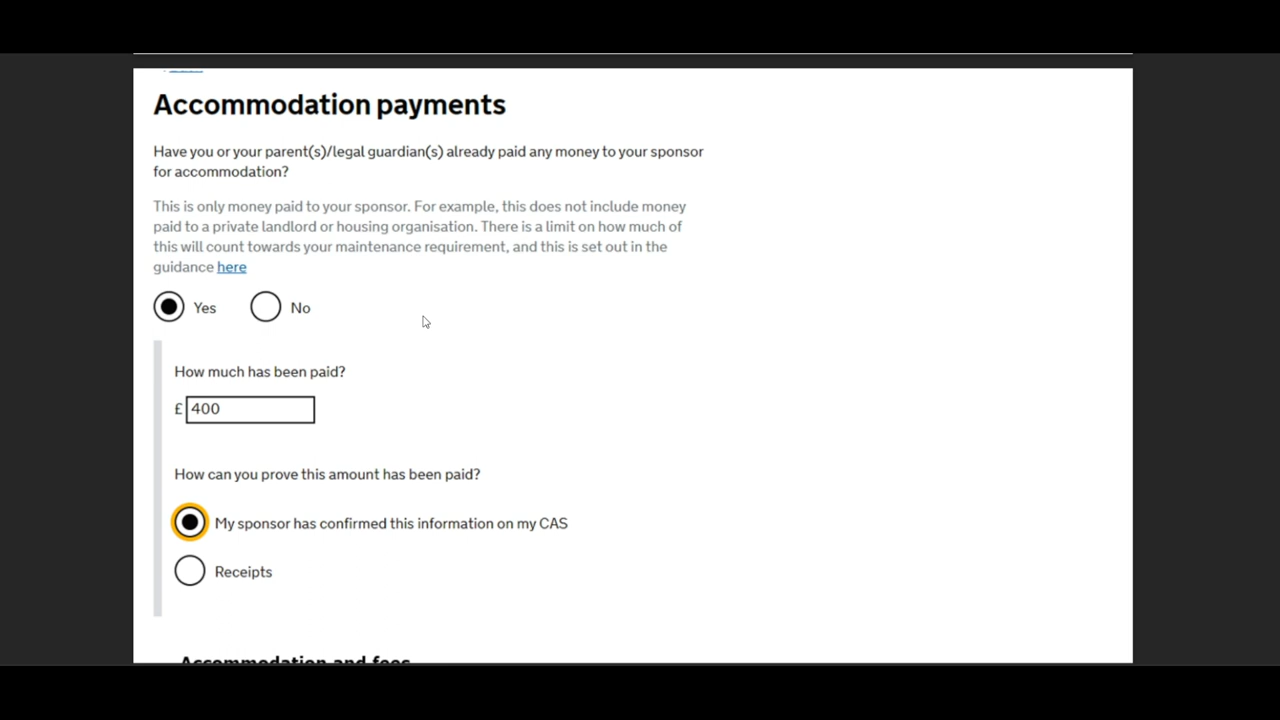 Accommodation payments
Have you or your parent(s)/legal guardian(s) already paid any money to your sponsor
for accommodation?
This is only money paid to your sponsor. For example, this does not include money
paid to a private landlord or housing organisation. There is a limit on how much of
this will count towards your maintenance requirement, and this is set out in the
guidance here
Yes No
How much has been paid?
£ 400
How can you prove this amount has been paid?
My sponsor has confirmed this information on my CAS
Receipts
Accommodation and fees